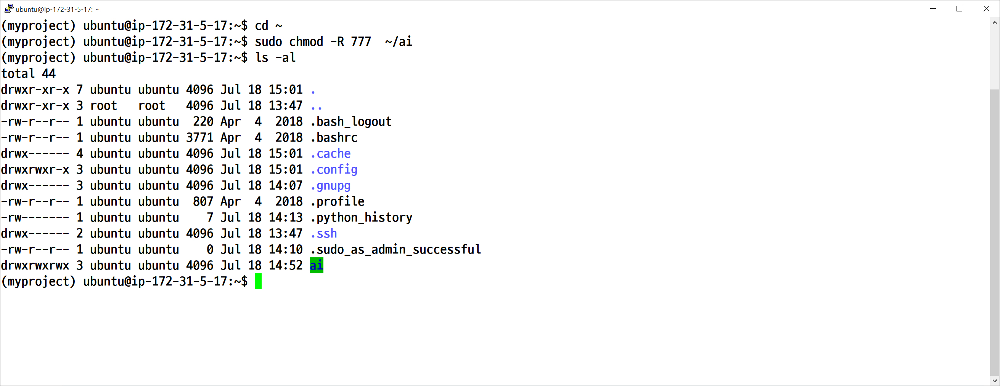 ubuntu@ip-172-31-5-17: ~
(myproject) ubuntu@ip-172-31-5-17:~$ cd ~
(myproject) ubuntu@ip-172-31-5-17:~$ sudo chmod -R 777  ~/ai
(myproject) ubuntu@ip-172-31-5-17:~$ ls -al
total 44
drwxr-xr-x 7 ubuntu ubuntu 4096 Jul 18 15:01 .
drwxr-xr-x 3 root   root   4096 Jul 18 13:47 ..
-rw-r--r-- 1 ubuntu ubuntu  220 Apr  4  2018 .bash_logout
-rw-r--r-- 1 ubuntu ubuntu 3771 Apr  4  2018 .bashrc
drwx------ 4 ubuntu ubuntu 4096 Jul 18 15:01 .cache
drwxrwxr-x 3 ubuntu ubuntu 4096 Jul 18 15:01 .config
drwx------ 3 ubuntu ubuntu 4096 Jul 18 14:07 .gnupg
-rw-r--r-- 1 ubuntu ubuntu  807 Apr  4  2018 .profile
-rw------- 1 ubuntu ubuntu    7 Jul 18 14:13 .python_history
drwx------ 2 ubuntu ubuntu 4096 Jul 18 13:47 .ssh
-rw-r--r-- 1 ubuntu ubuntu    0 Jul 18 14:10 .sudo_as_admin_successful
drwxrwxrwx 3 ubuntu ubuntu 4096 Jul 18 14:52 ai
(myproject) ubuntu@ip-172-31-5-17:~$